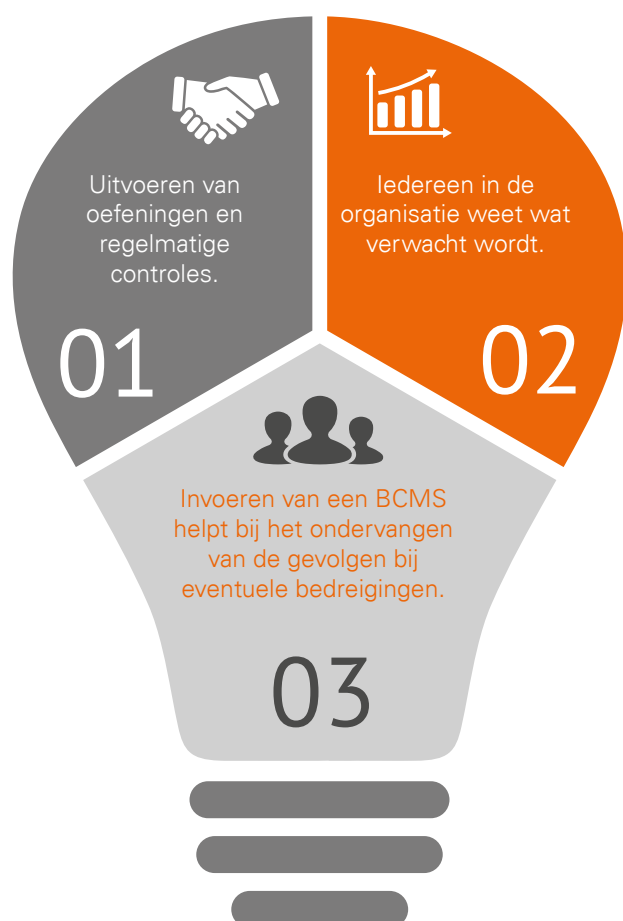 Uitvoeren van
oefeningen en
regelmatige
controles.
01
Iedereen in de
organisatie weet wat
verwacht wordt.
02
Invoeren van een BCMS
helpt bij het ondervangen
van de gevolgen bij
eventuele bedreigingen.
03